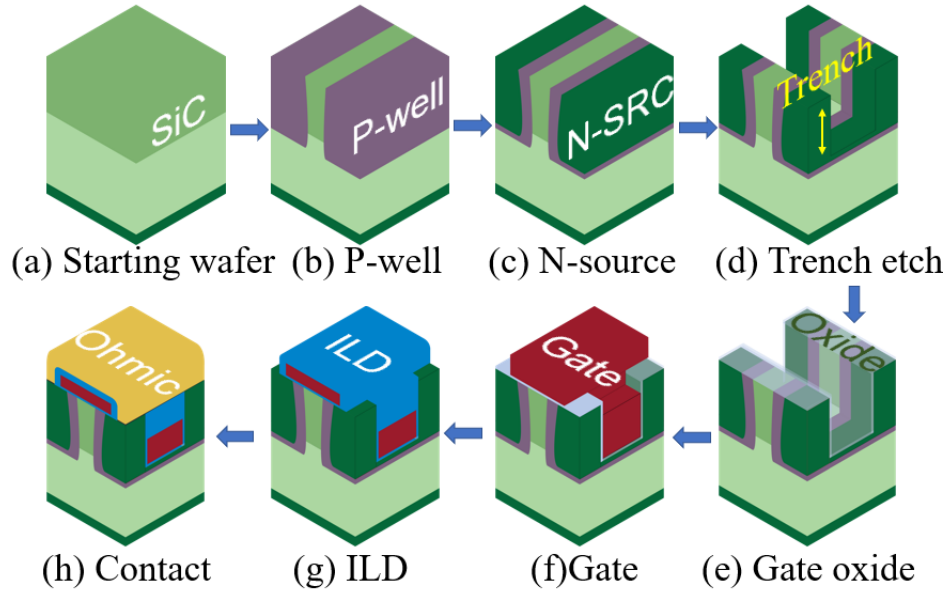 SiC
P-well
N-SRC
Trench
(a) Starting wafer
(b) P-well
(c) N-source
(d) Trench etch
Ohmic
ILD
Gate
Oxide
(h) Contact
(g) ILD
(f)Gate
(e) Gate oxide